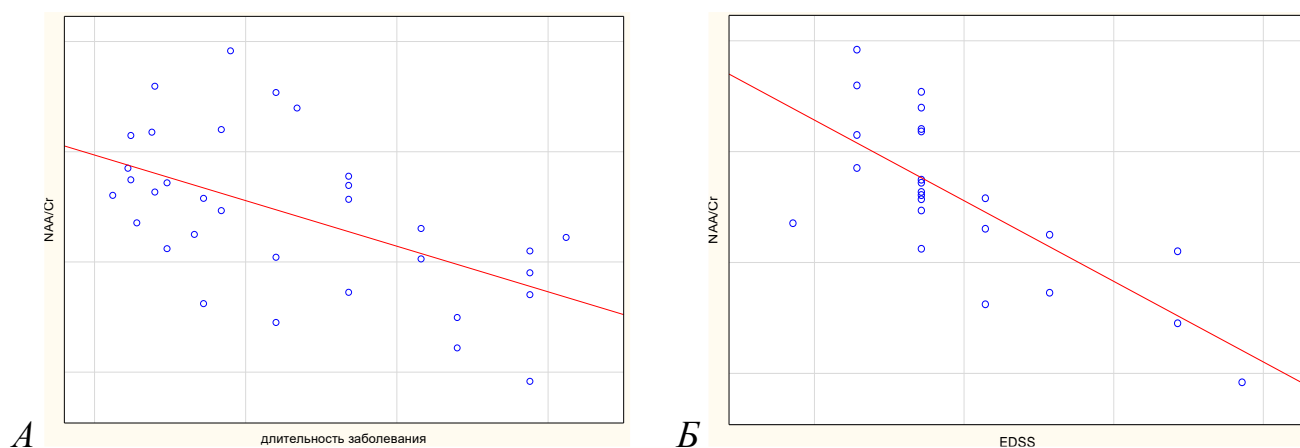 NAA/Cr
длительность заболевания
А
NAA/Cr
EDSS
Б